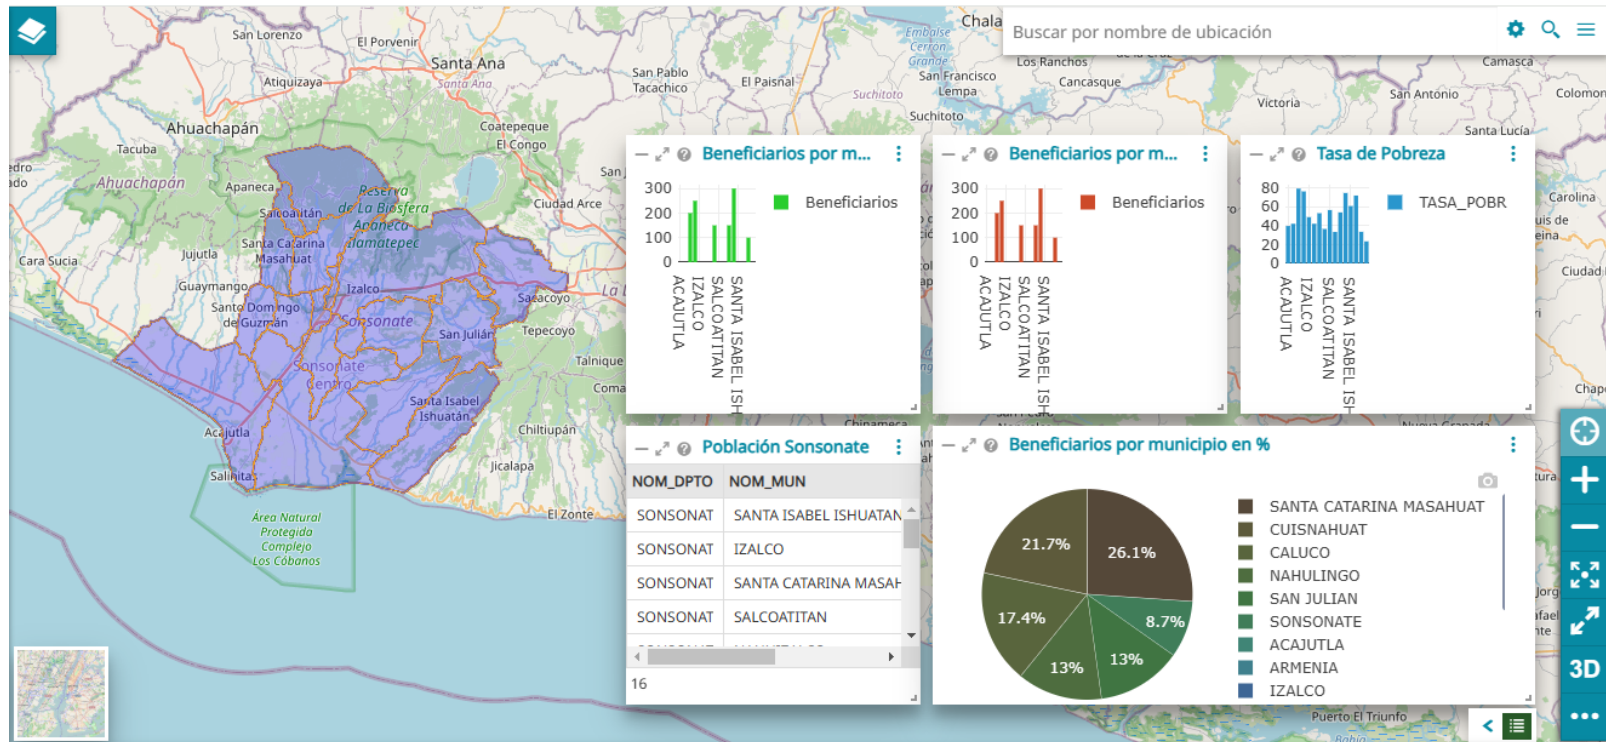 Buscar por nombre de ubicación
San Lorenzo
El Porvenir
Santa Ana
Santa Ana
Atiquizaya
San Pablo
Tacachico
El Paisnal
Suchitoto
Suchitoto
Embalse
Cerron
Grande
San Francisco
Lempa
Los Ranchos
Cancasque
Camasca
Victoria
San Antonio
Santa Lucía
Ahuachapán
Tacuba
Ahuachapán
Apaneca
Coatepeque
El Congo
Ciudad Arce
Reserva
de La Biosfera
Apaneca
Ilamatepec
Salcoatitán
Santa Catarina
Masahuat
Jujutla
Cara Sucia
Guaymango
Santo Domingo
de Guzmán
Izalco
Sonsonate
Sacacoyo
San Julián
Tepecoyo
Talnique
Sonsonate
Centro
Santa Isabel
Ishuatán
Acajutla
Chiltiupán
Jicalapa
Salinitas
El Zonte
Área Natural
Protegida
Complejo
Los Cóbanos
Carolina
Puerto El Triunfo
Beneficiarios por m...
300
200
100
0
ACAJUTLA
IZALCO
SALCOATITAN
SANTA ISABEL ISH
Beneficiarios
Beneficiarios por m...
300
200
100
0
ACAJUTLA
IZALCO
SALCOATITAN
SANTA ISABEL ISH
Beneficiarios
Tasa de Pobreza
80
60
40
20
0
ACAJUTLA
IZALCO
SALCOATITAN
SANTA ISABEL ISH
TASA_POBR
Población Sonsonate
NOM_DPTO NOM_MUN
SONSONAT SANTA ISABEL ISHUATAN
SONSONAT IZALCO
SONSONAT SANTA CATARINA MASAH
SONSONAT SALCOATITAN
16
Beneficiarios por municipio en %
21.7%
26.1%
17.4%
8.7%
13%
13%
SANTA CATARINA MASAHUAT
CUISNAHUAT
CALUCO
NAHULINGO
SAN JULIAN
SONSONATE
ACAJUTLA
ARMENIA
IZALCO
3D